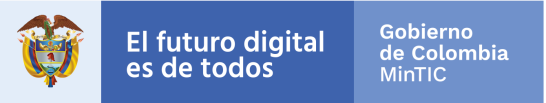 El futuro digital
es de todos
Gobierno
de Colombia
MinTIC